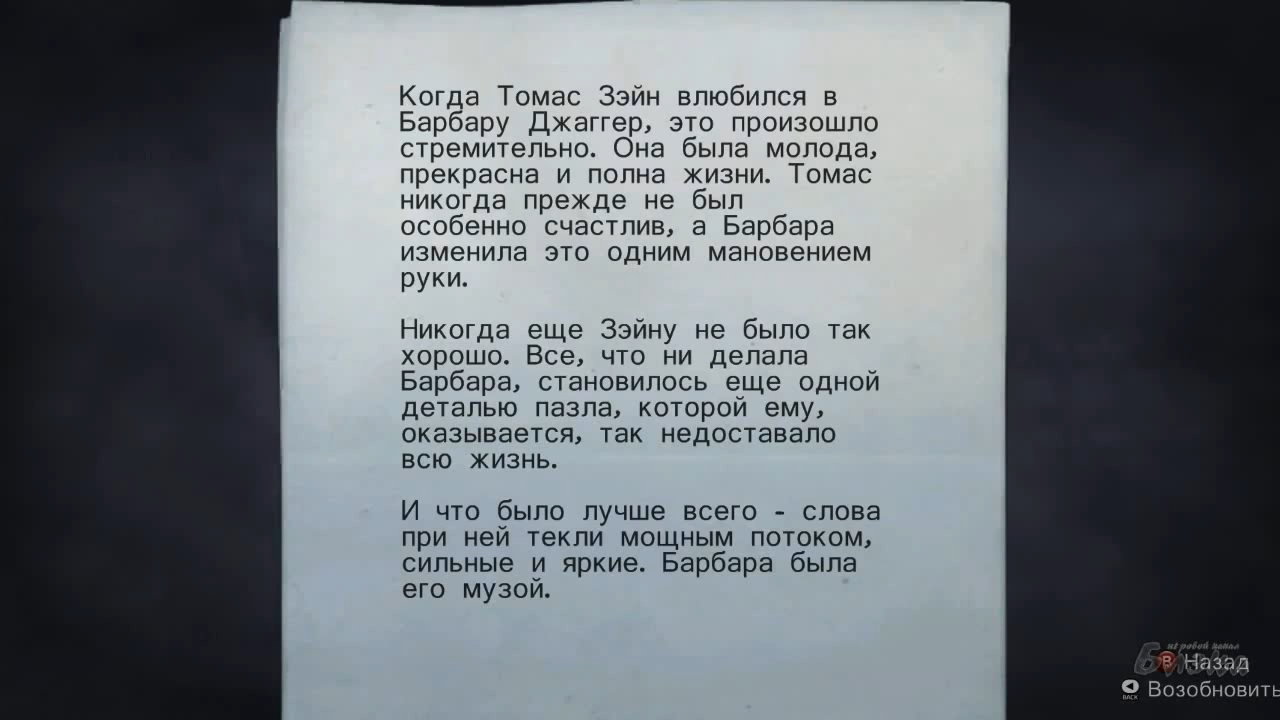 Когда Томас Зэйн влюбился в
Барбару Джаггер, это произошло
стремительно. Она была молода,
прекрасна и полна жизни. Томас
никогда прежде не был
особенно счастлив, а Барбара
изменила это одним мановением
руки.
Никогда еще Зэйну не было так
хорошо. Все, что ни делала
Барбара, становилось еще одной
деталью пазла, которой ему,
оказывается, так недоставало
всю жизнь.
И что было лучше всего - слова
при ней текли мощным потоком,
сильные и яркие. Барбара была
его музой.
игровой канал
B Назад
BACK Возобновить